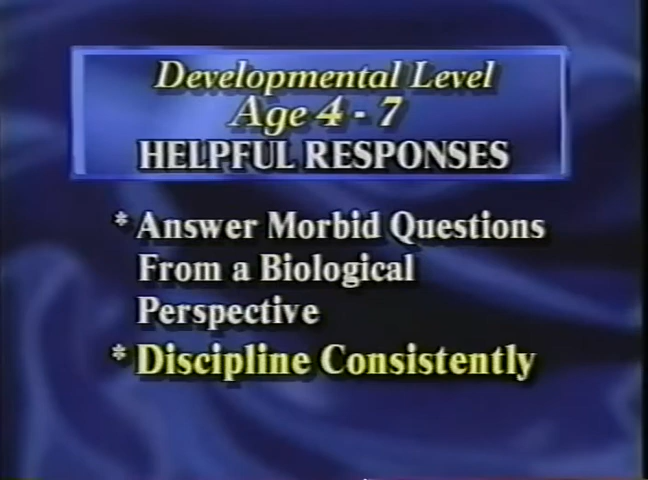 Developmental Level
Age 4 - 7
HELPFUL RESPONSES
* Answer Morbid Questions
From a Biological
Perspective
* Discipline Consistently